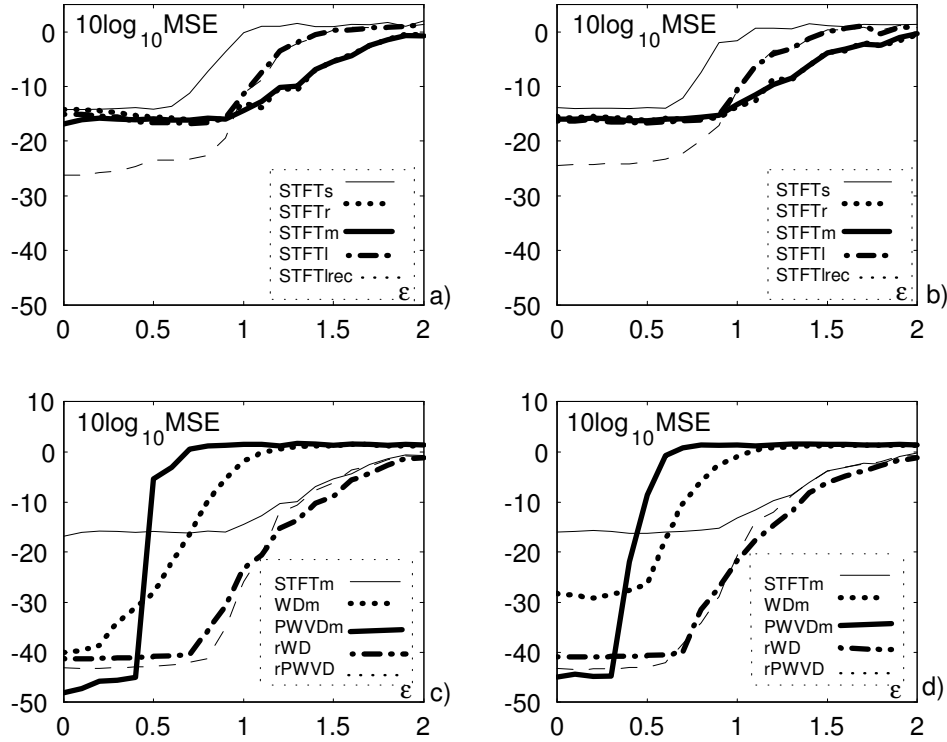 10log10MSE
0
-10
-20
-30
-40
-50
STFTs
STFTr
STFTm
STFTl
STFTlrec
ε
a)
0 0.5 1 1.5 2
10log10MSE
0
-10
-20
-30
-40
-50
STFTs
STFTr
STFTm
STFTl
STFTlrec
ε
b)
0 0.5 1 1.5 2
10log10MSE
10
0
-10
-20
-30
-40
-50
STFTm
WDm
PWVDm
rWD
rPWVD
ε
c)
0 0.5 1 1.5 2
10log10MSE
10
0
-10
-20
-30
-40
-50
STFTm
WDm
PWVDm
rWD
rPWVD
ε
d)
0 0.5 1 1.5 2